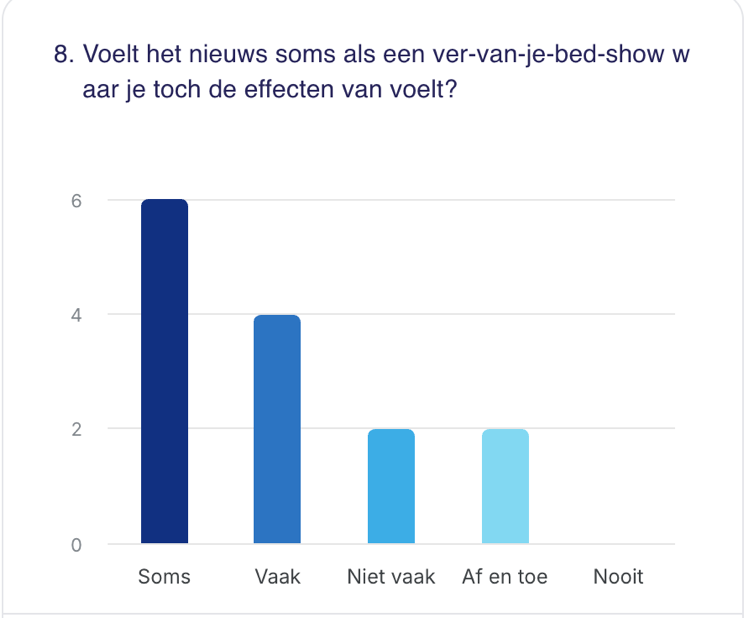 8. Voelt het nieuws soms als een ver-van-je-bed-show w
aar je toch de effecten van voelt?
6
4
2
0
Soms Vaak Niet vaak Af en toe Nooit